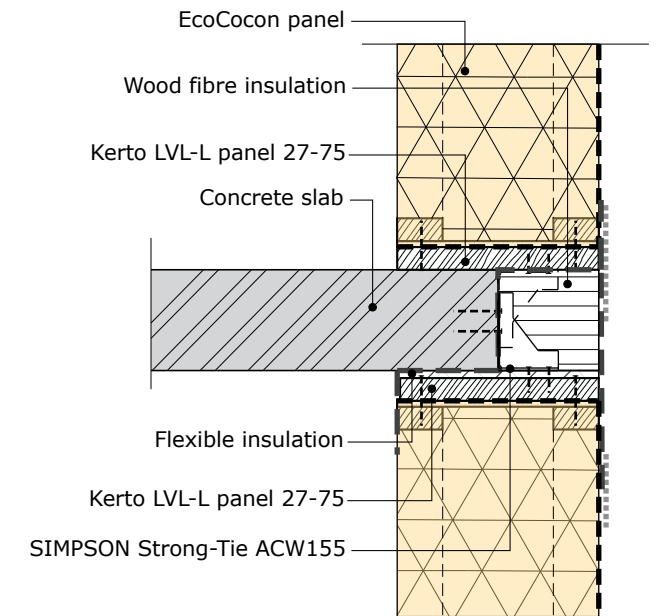 EcoCocon panel
Wood fibre insulation
Kerto LVL-L panel 27-75
Concrete slab
Flexible insulation
Kerto LVL-L panel 27-75
SIMPSON Strong-Tie ACW155